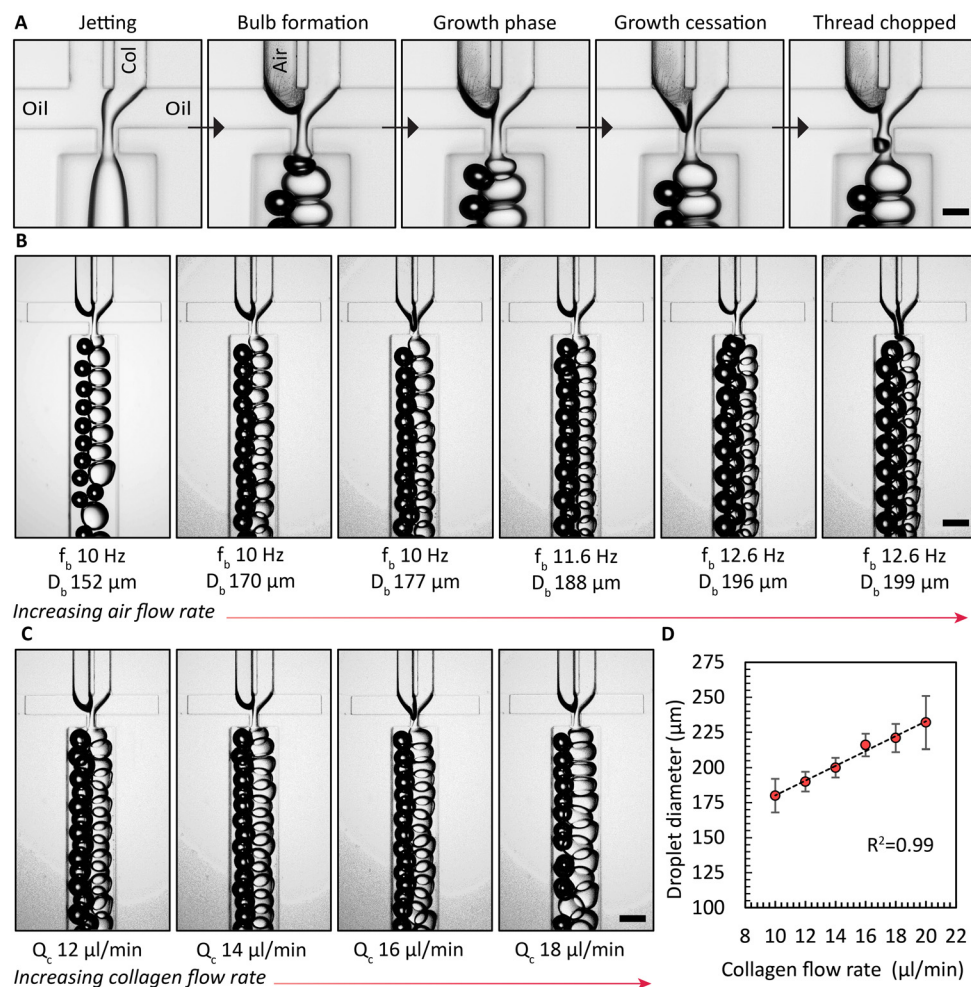 A
Jetting
Bulb formation
Growth phase
Growth cessation
Thread chopped
Col
Oil
Oil
Air
B
f_b 10 Hz
D_b 152 µm
f_b 10 Hz
D_b 170 µm
f_b 10 Hz
D_b 177 µm
f_b 11.6 Hz
D_b 188 µm
f_b 12.6 Hz
D_b 196 µm
f_b 12.6 Hz
D_b 199 µm
Increasing air flow rate
C
Q_c 12 µl/min
Q_c 14 µl/min
Q_c 16 µl/min
Q_c 18 µl/min
Increasing collagen flow rate
D
Droplet diameter (µm)
275
250
225
200
175
150
125
100
R²=0.99
8 10 12 14 16 18 20 22
Collagen flow rate (µl/min)